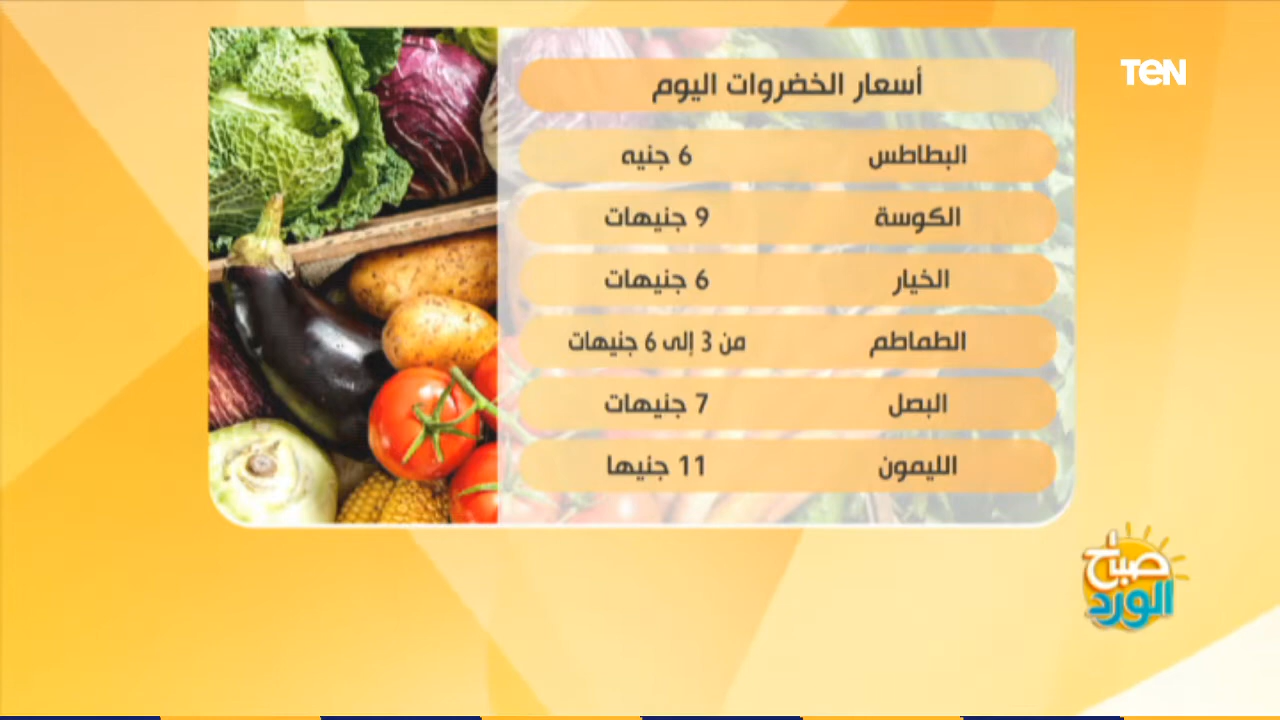 TEN
أسعار الخضروات اليوم
البطاطس 6 جنيه
الكوسة 9 جنيهات
الخيار 6 جنيهات
الطماطم من 3 إلى 6 جنيهات
البصل 7 جنيهات
الليمون 11 جنيها
صباح
الورد